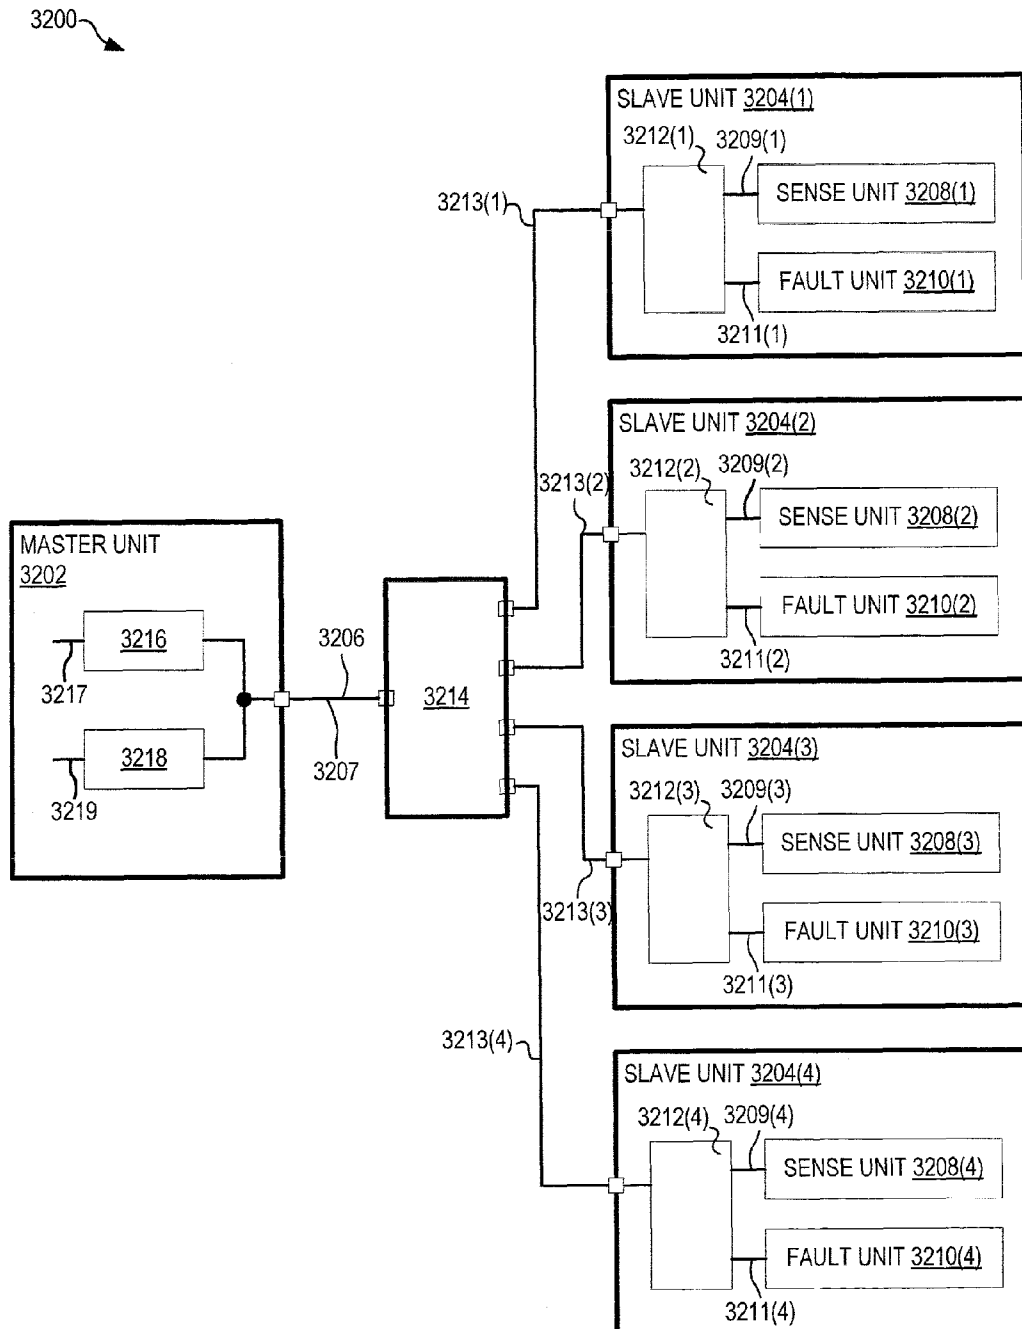 3200
SLAVE UNIT 3204(1)
3212(1)
3209(1)
3213(1)
SENSE UNIT 3208(1)
FAULT UNIT 3210(1)
3211(1)
SLAVE UNIT 3204(2)
3212(2)
3209(2)
3213(2)
SENSE UNIT 3208(2)
FAULT UNIT 3210(2)
3211(2)
MASTER UNIT
3202
3216
3217
3218
3219
3206
3207
3214
SLAVE UNIT 3204(3)
3212(3)
3209(3)
SENSE UNIT 3208(3)
3213(3)
FAULT UNIT 3210(3)
3211(3)
3213(4)
SLAVE UNIT 3204(4)
3212(4)
3209(4)
SENSE UNIT 3208(4)
FAULT UNIT 3210(4)
3211(4)